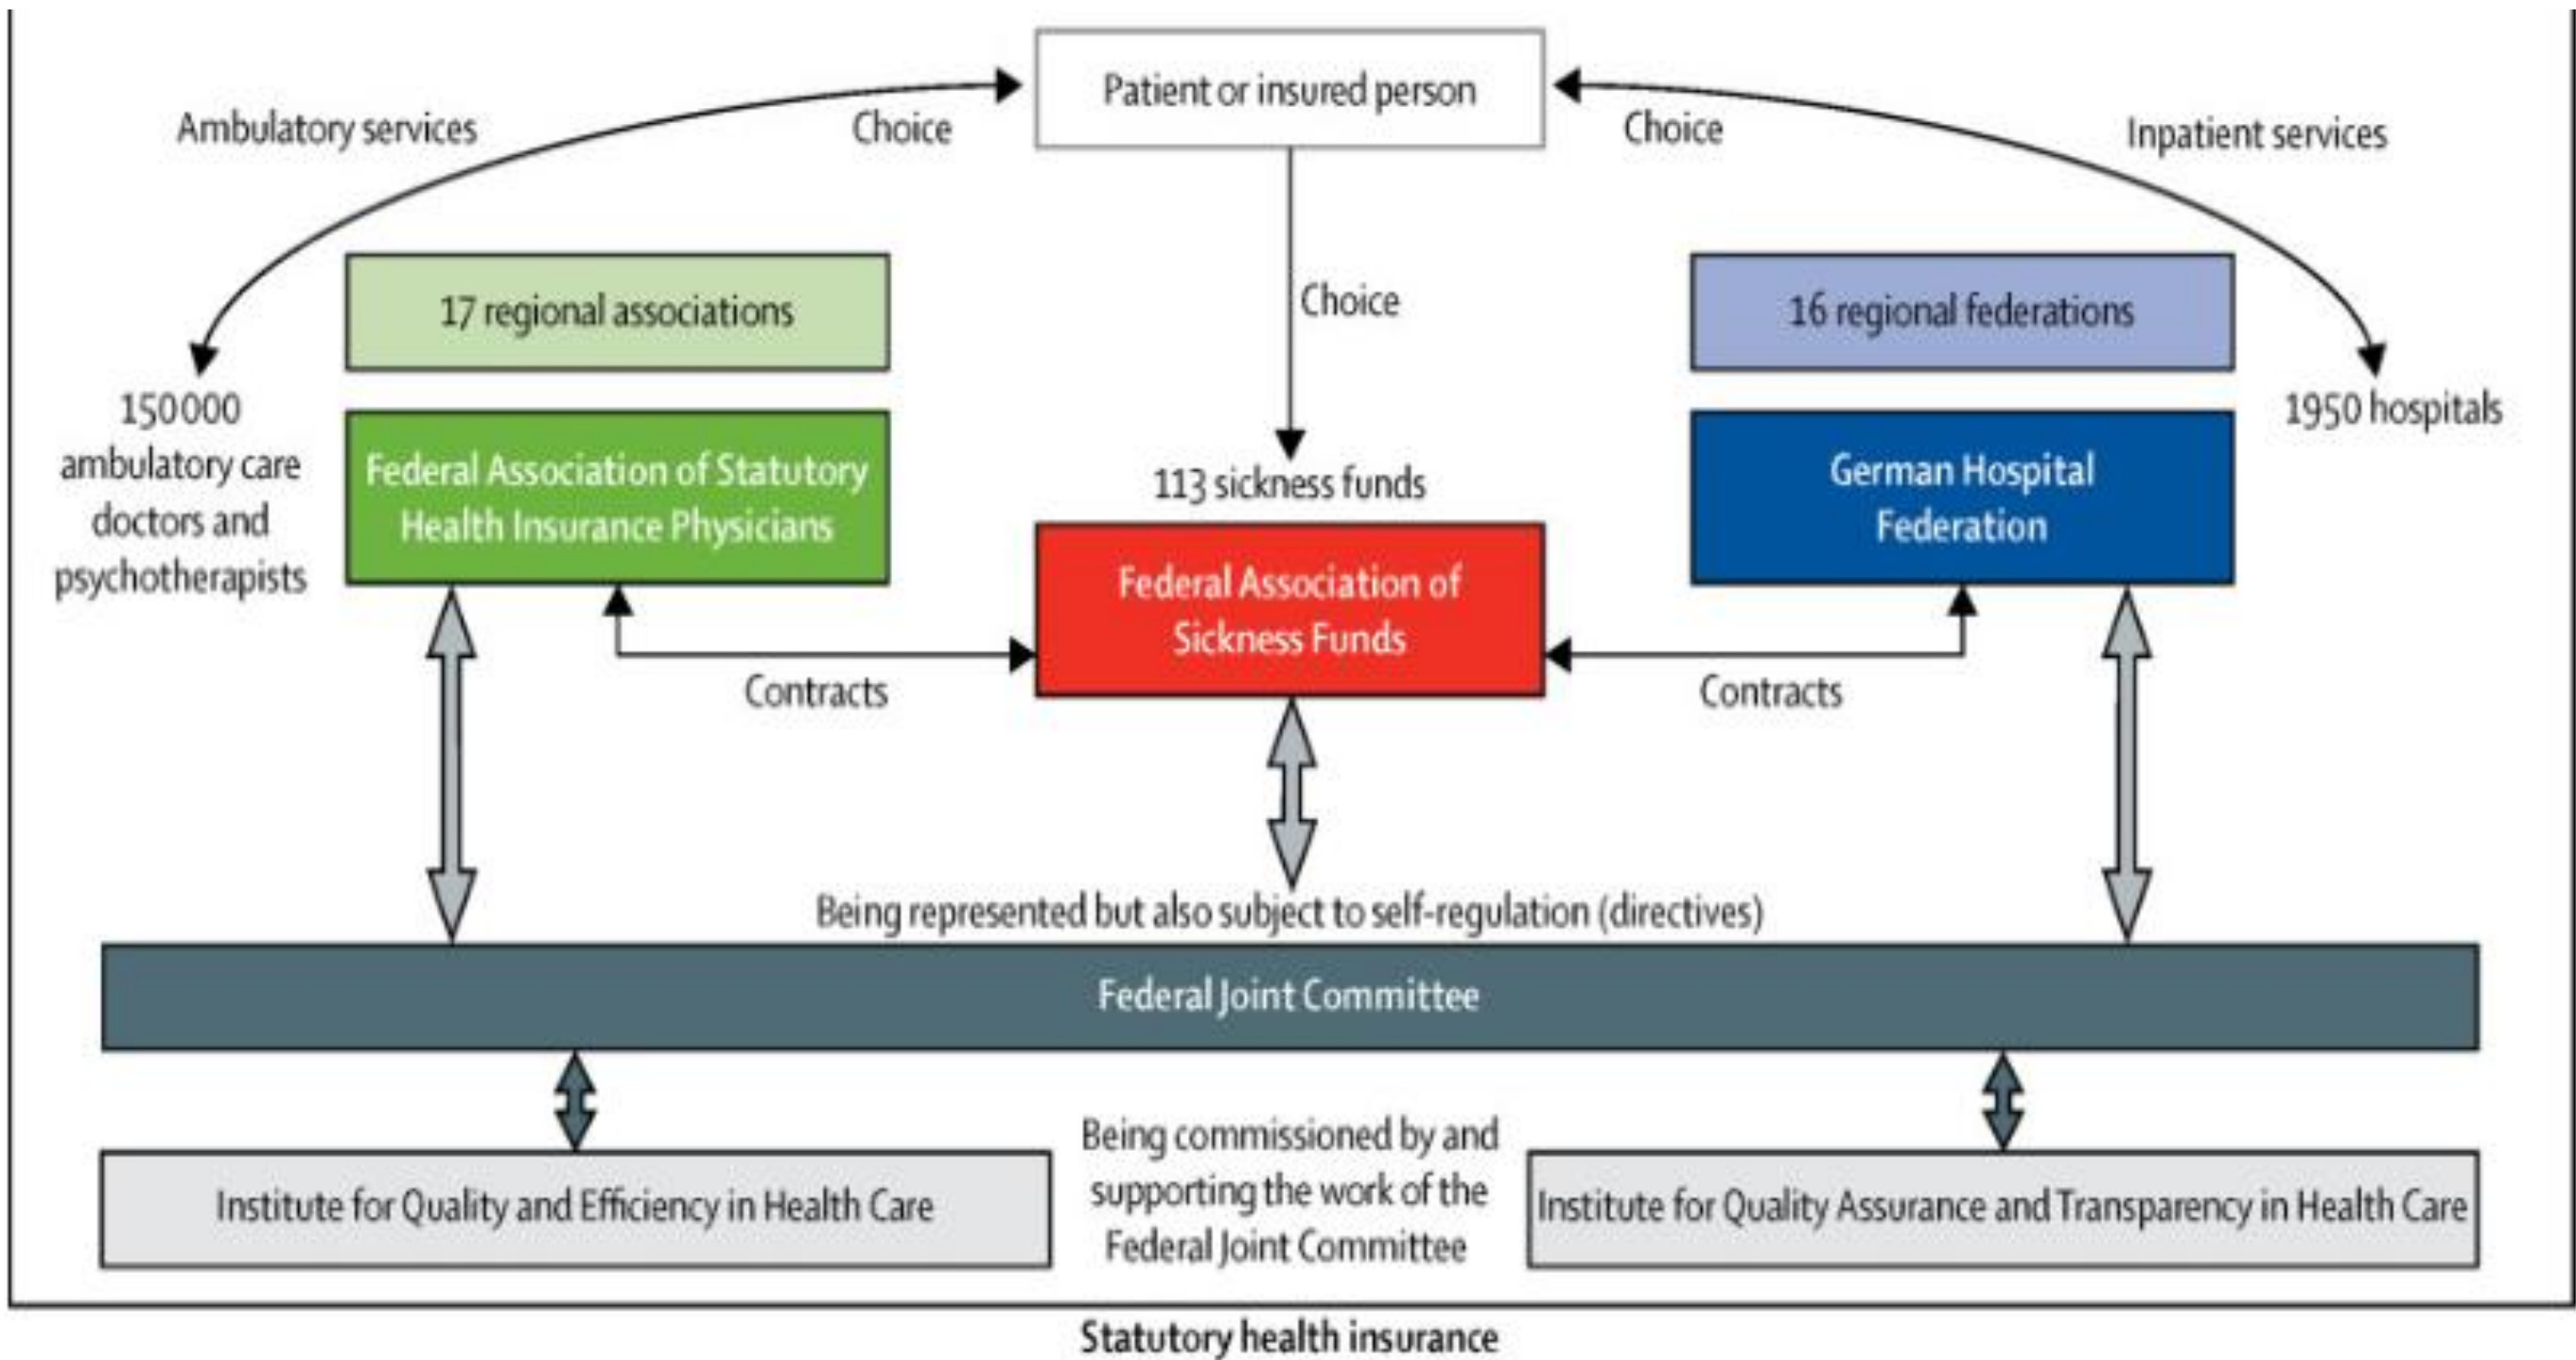 Patient or insured person
Ambulatory services
Choice
Choice
Inpatient services
17 regional associations
Choice
16 regional federations
150000
ambulatory care
doctors and
psychotherapists
Federal Association of Statutory
Health Insurance Physicians
113 sickness funds
German Hospital
Federation
1950 hospitals
Federal Association of
Sickness Funds
Contracts
Contracts
Being represented but also subject to self-regulation (directives)
Federal Joint Committee
Institute for Quality and Efficiency in Health Care
Being commissioned by and
supporting the work of the
Federal Joint Committee
Institute for Quality Assurance and Transparency in Health Care
Statutory health insurance